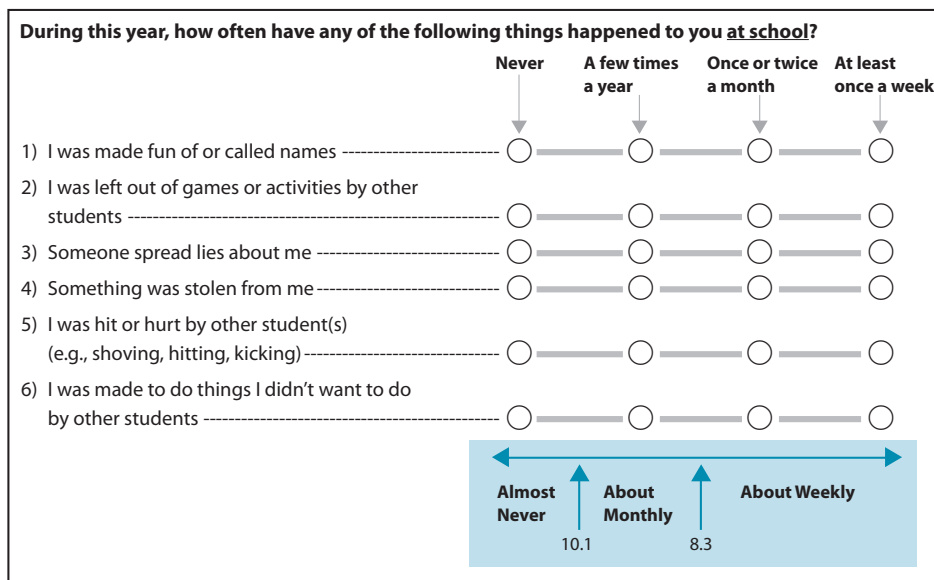 During this year, how often have any of the following things happened to you at school?
Never A few times Once or twice At least
a year a month once a week
1) I was made fun of or called names
2) I was left out of games or activities by other
students
3) Someone spread lies about me
4) Something was stolen from me
5) I was hit or hurt by other student(s)
(e.g., shoving, hitting, kicking)
6) I was made to do things I didn't want to do
by other students
Almost About About Weekly
Never Monthly
10.1 8.3